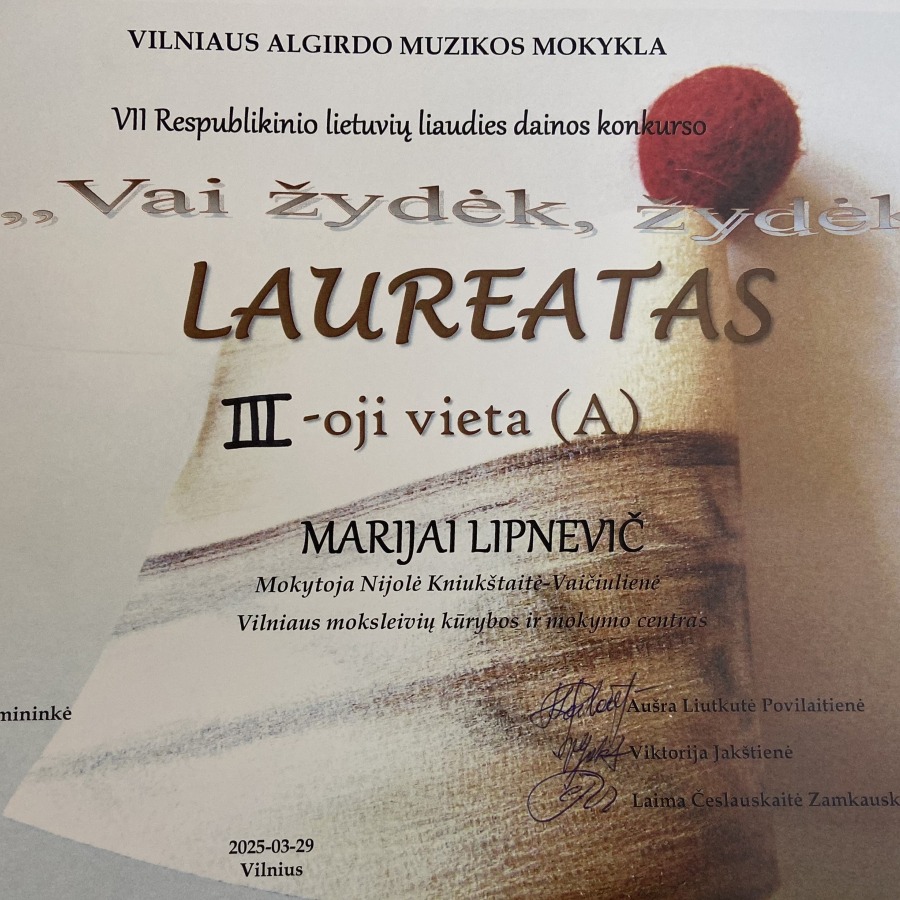 VILNIAUS ALGIRDO MUZIKOS MOKYKLA
VII Respublikinio lietuvių liaudies dainos konkurso
„Vai žydėk, žydėk
LAUREATAS
III-oji vieta (A)
MARIJAI LIPNEVIČ
Mokytoja Nijolė Kniukštaitė-Vaičiulienė
Vilniaus moksleivių kūrybos ir mokymo centras
mininkė
Aušra Liutkutė Povilaitienė
Viktorija Jakštienė
Laima Česlauskaitė Zamkausk
2025-03-29
Vilnius